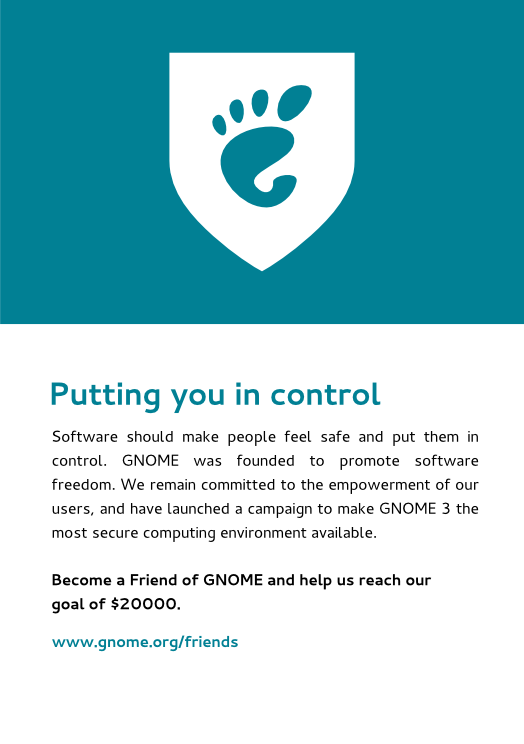 Putting you in control
Software should make people feel safe and put them in
control. GNOME was founded to promote software
freedom. We remain committed to the empowerment of our
users, and have launched a campaign to make GNOME 3 the
most secure computing environment available.
Become a Friend of GNOME and help us reach our
goal of $20000.
www.gnome.org/friends